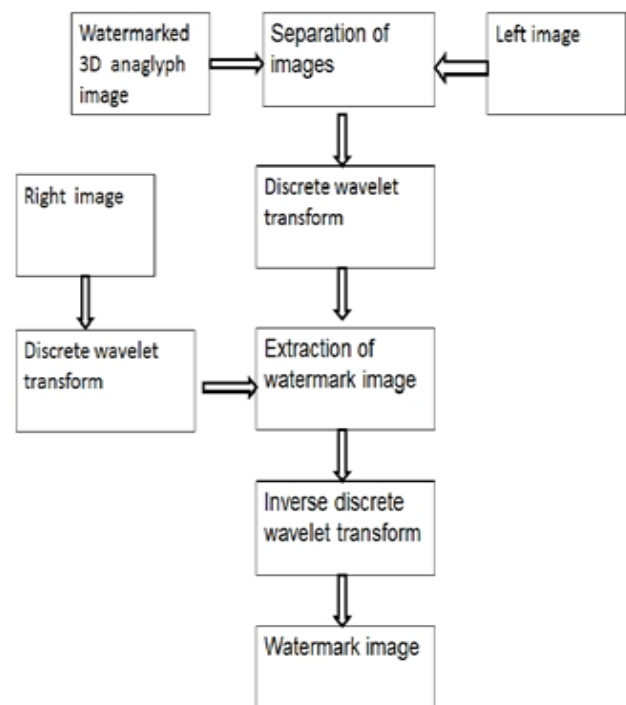 Watermarked
3D anaglyph
image
Separation of
images
Left image
Right image
Discrete wavelet
transform
Discrete wavelet
transform
Extraction of
watermark image
Inverse discrete
wavelet transform
Watermark image